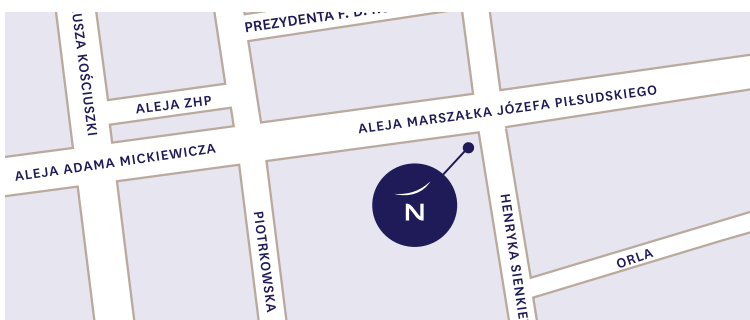 PREZYDENTA F. D.
USZA KOŚCIUSZKI
ALEJA ZHP
ALEJA MARSZAŁKA JÓZEFA PIŁSUDSKIEGO
ALEJA ADAMA MICKIEWICZA
N
PIOTRKOWSKA
HENRYKA SIENKIE
ORLA